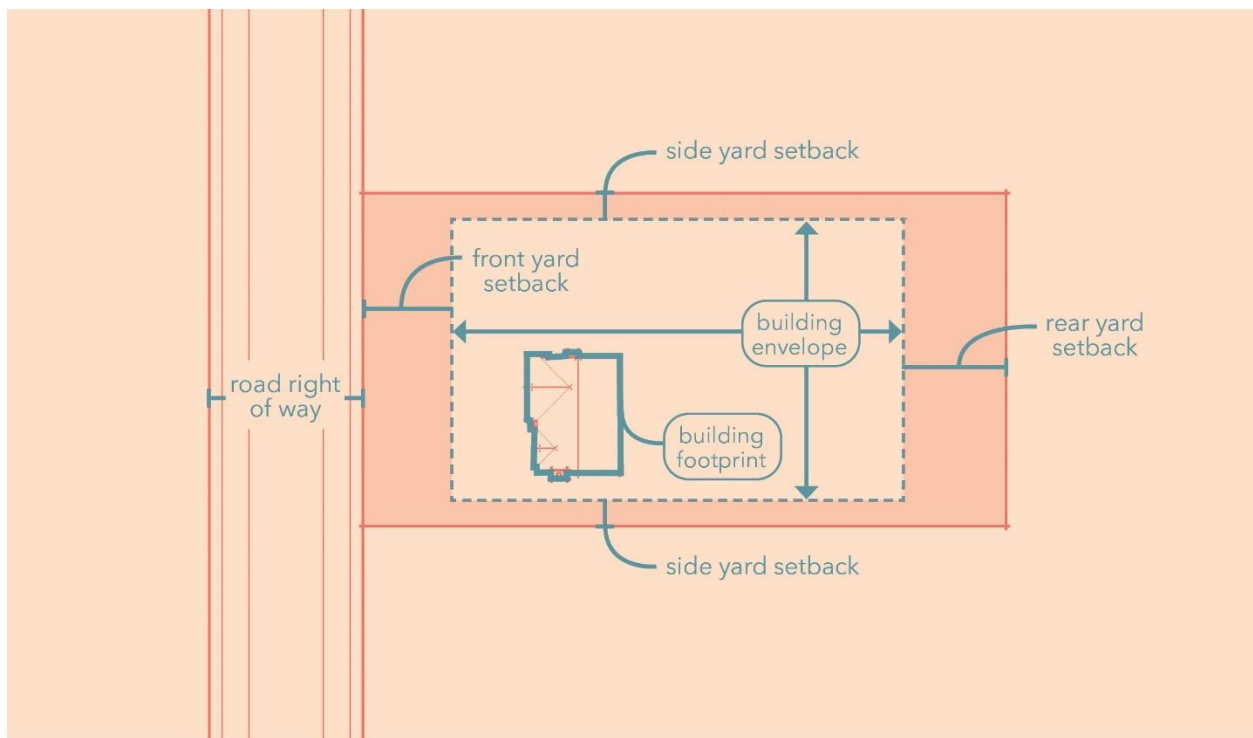 side yard setback
front yard
setback
building
envelope
rear yard
setback
road right
of way
building
footprint
side yard setback